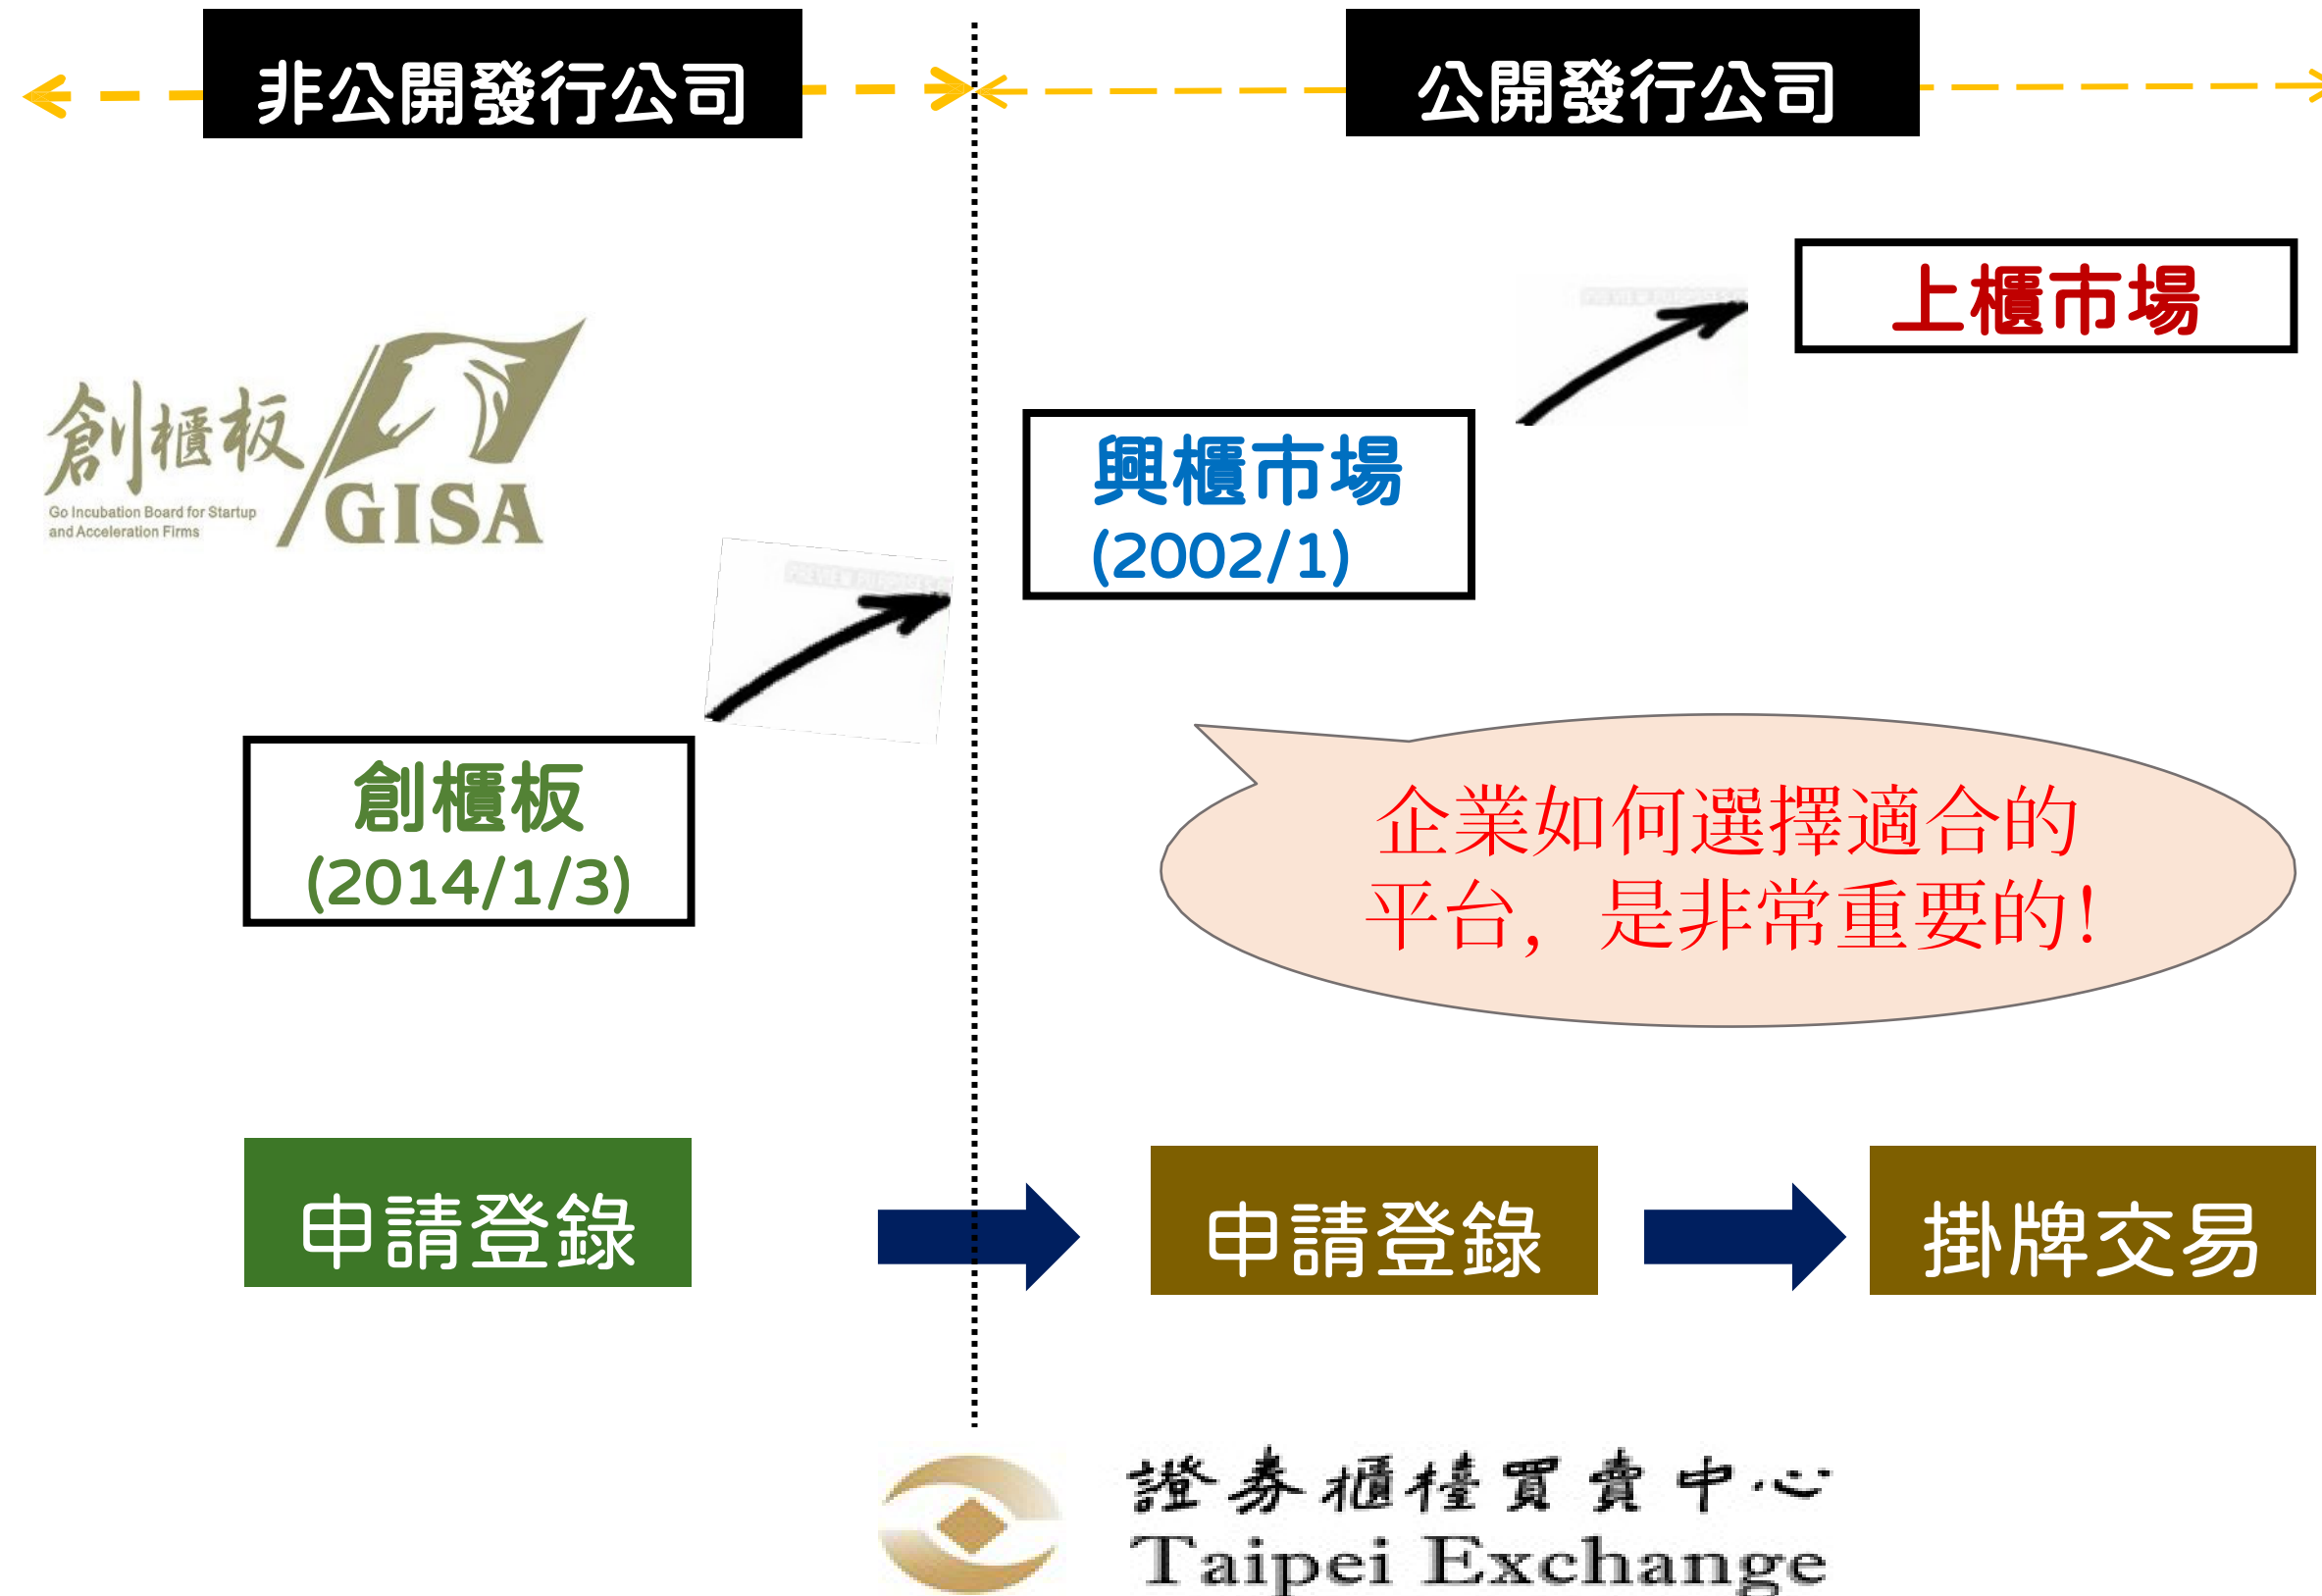 非公開發行公司
公開發行公司
上櫃市場
創櫃板
Go Incubation Board for Startup
and Acceleration Firms
GISA
興櫃市場
(2002/1)
創櫃板
(2014/1/3)
企業如何選擇適合的
平台，是非常重要的!
申請登錄
申請登錄
掛牌交易
證券櫃檯買賣中心
Taipei Exchange